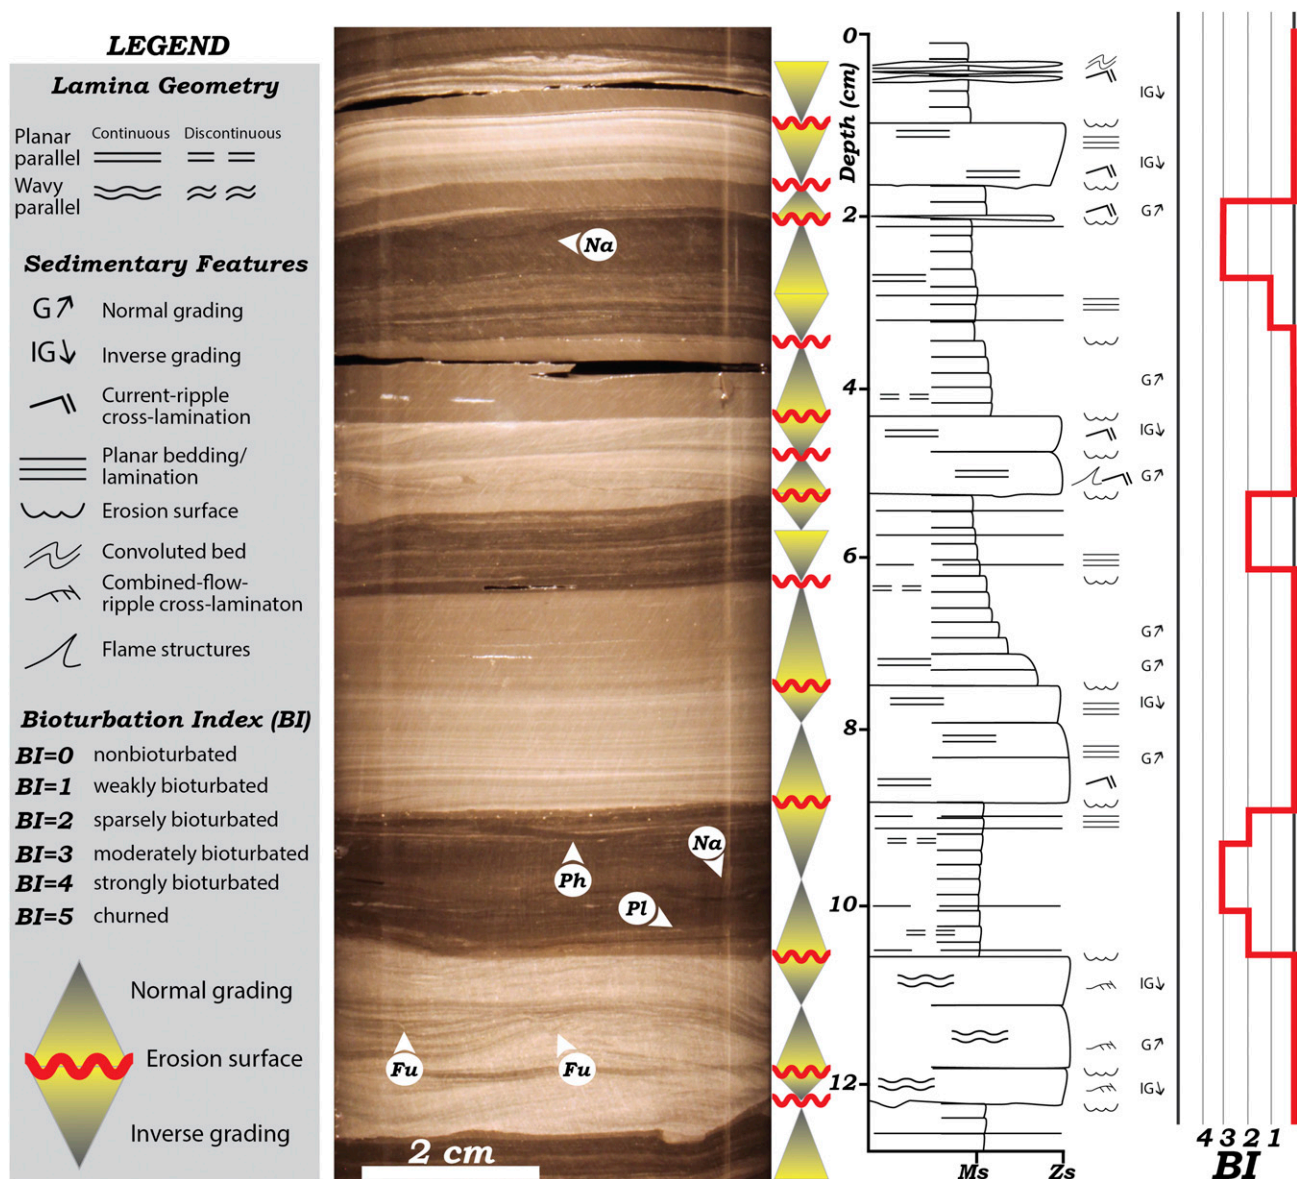 LEGEND
Lamina Geometry
Continuous Discontinuous
Planar parallel
Wavy parallel
Sedimentary Features
G↗ Normal grading
IG↓ Inverse grading
Current-ripple
cross-lamination
Planar bedding/
lamination
Erosion surface
Convoluted bed
Combined-flow-
ripple cross-laminaton
Flame structures
Bioturbation Index (BI)
BI=0 nonbioturbated
BI=1 weakly bioturbated
BI=2 sparsely bioturbated
BI=3 moderately bioturbated
BI=4 strongly bioturbated
BI=5 churned
Normal grading
Erosion surface
Inverse grading
Na
Na
Ph
Pl
Fu
Fu
2 cm
Depth (cm)
0
2
4
6
8
10
12
Ms
Zs
IG↓
IG↓
G↗
G↗
IG↓
G↗
G↗
G↗
IG↓
G↗
IG↓
G↗
IG↓
4 3 2 1
BI